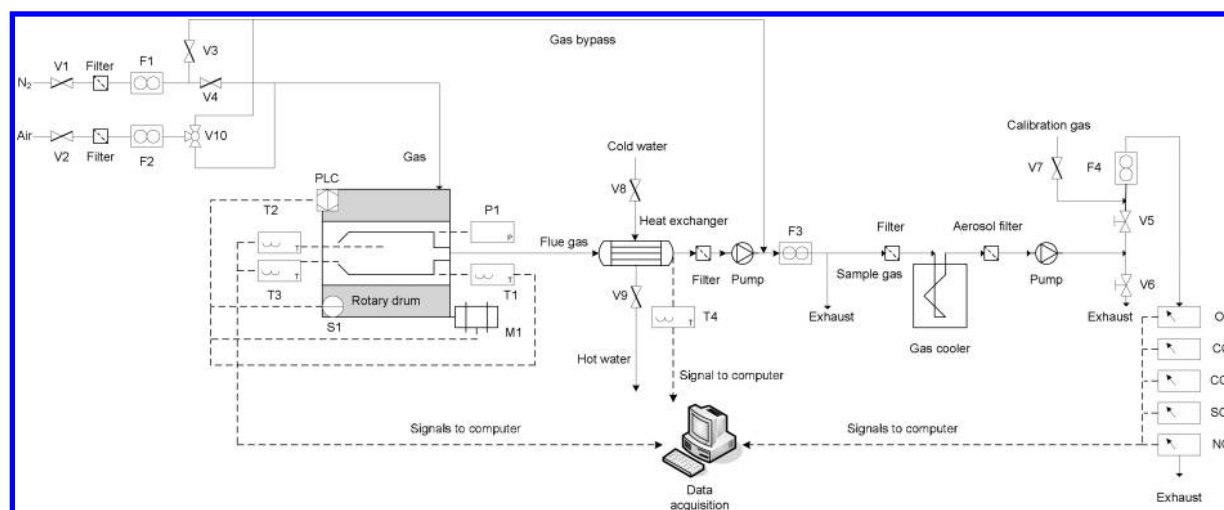 Gas bypass
V3
V1
Filter
F1
N₂
V4
Air
V10
V2
Filter
F2
Gas
Calibration gas
V7
F4
Cold water
PLC
V8
T2
P1
P
V5
Heat exchanger
F3
Filter
Aerosol filter
T
Flue gas
T
T
Filter
Pump
Sample gas
Pump
T3
T1
V9
V6
Rotary drum
T4
T
Exhaust
Exhaust
S1
M1
Gas cooler
Hot water
Signal to computer
Signals to computer
Signals to computer
Data
acquisition
Exhaust